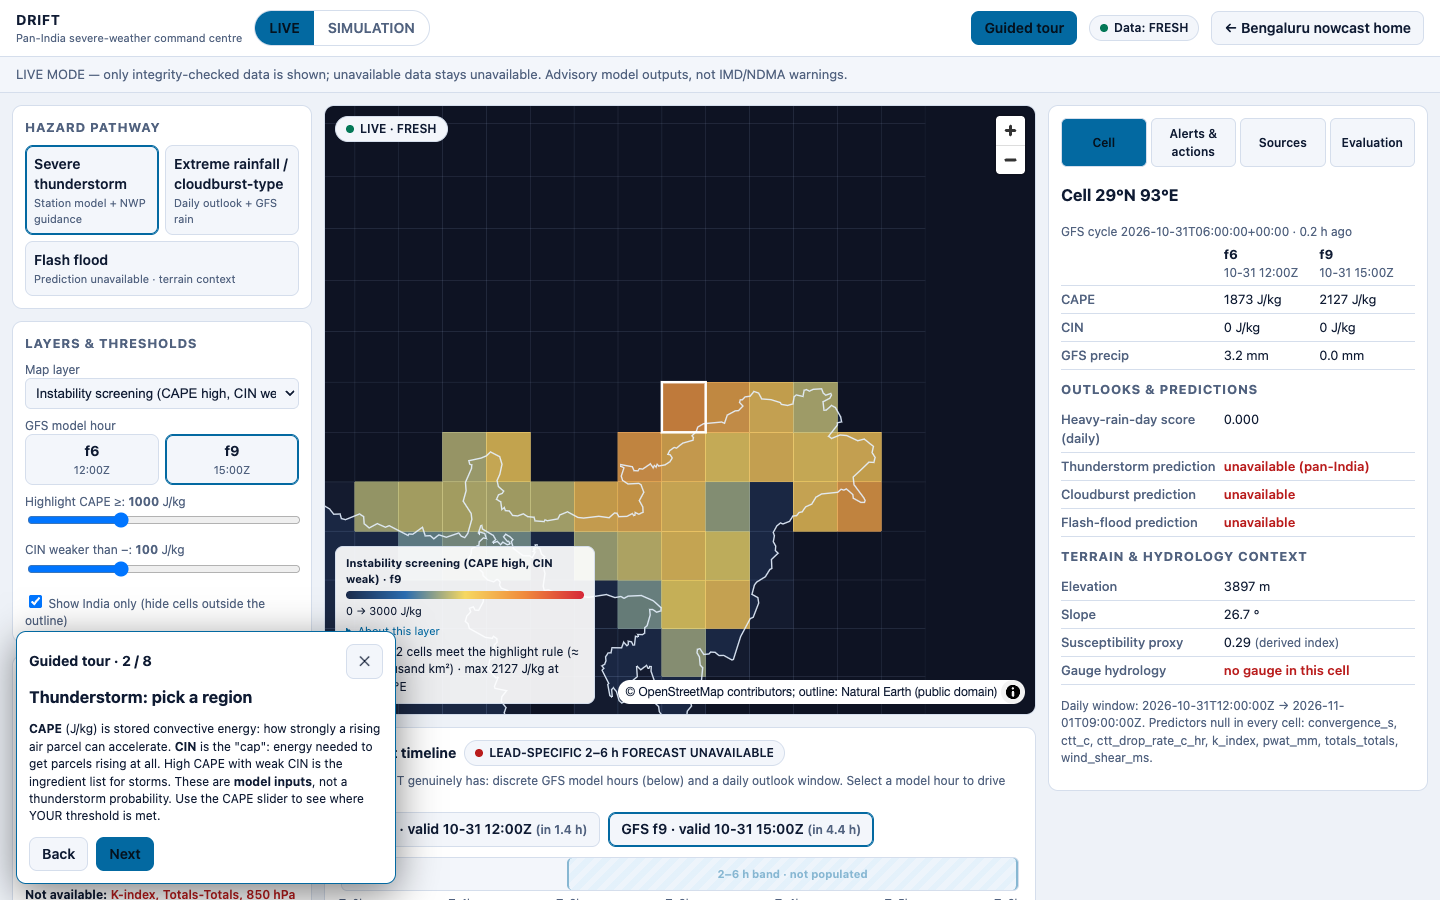 DRIFT
Pan-India severe-weather command centre
LIVE
SIMULATION
Guided tour
Data: FRESH
← Bengaluru nowcast home
LIVE MODE — only integrity-checked data is shown; unavailable data stays unavailable. Advisory model outputs, not IMD/NDMA warnings.
HAZARD PATHWAY
Severe
thunderstorm
Station model + NWP
guidance
Extreme rainfall /
cloudburst-type
Daily outlook + GFS
rain
Flash flood
Prediction unavailable · terrain context
LAYERS & THRESHOLDS
Map layer
Instability screening (CAPE high, CIN we
GFS model hour
f6
12:00Z
f9
15:00Z
Highlight CAPE ≥: 1000 J/kg
CIN weaker than −: 100 J/kg
Show India only (hide cells outside the
outline)
Guided tour · 2 / 8
×
Thunderstorm: pick a region
CAPE (J/kg) is stored convective energy: how strongly a rising
air parcel can accelerate. CIN is the "cap": energy needed to
get parcels rising at all. High CAPE with weak CIN is the
ingredient list for storms. These are model inputs, not a
thunderstorm probability. Use the CAPE slider to see where
YOUR threshold is met.
Back
Next
Not available: K-index, Totals-Totals, 850 hPa
LIVE · FRESH
+
−
Instability screening (CAPE high, CIN
weak) · f9
0 → 3000 J/kg
About this layer
2 cells meet the highlight rule (≈
km²) · max 2127 J/kg at
© OpenStreetMap contributors; outline: Natural Earth (public domain)
timeline
LEAD-SPECIFIC 2–6 h FORECAST UNAVAILABLE
genuinely has: discrete GFS model hours (below) and a daily outlook window. Select a model hour to drive
· valid 10-31 12:00Z (in 1.4 h)
GFS f9 · valid 10-31 15:00Z (in 4.4 h)
2–6 h band · not populated
Cell
Alerts &
actions
Sources
Evaluation
Cell 29°N 93°E
GFS cycle 2026-10-31T06:00:00+00:00 · 0.2 h ago
f6 f9
10-31 12:00Z 10-31 15:00Z
CAPE 1873 J/kg 2127 J/kg
CIN 0 J/kg 0 J/kg
GFS precip 3.2 mm 0.0 mm
OUTLOOKS & PREDICTIONS
Heavy-rain-day score 0.000
(daily)
Thunderstorm prediction unavailable (pan-India)
Cloudburst prediction unavailable
Flash-flood prediction unavailable
TERRAIN & HYDROLOGY CONTEXT
Elevation 3897 m
Slope 26.7 °
Susceptibility proxy 0.29 (derived index)
Gauge hydrology no gauge in this cell
Daily window: 2026-10-31T12:00:00Z → 2026-11-
01T09:00:00Z. Predictors null in every cell: convergence_s,
ctt_c, ctt_drop_rate_c_hr, k_index, pwat_mm, totals_totals,
wind_shear_ms.